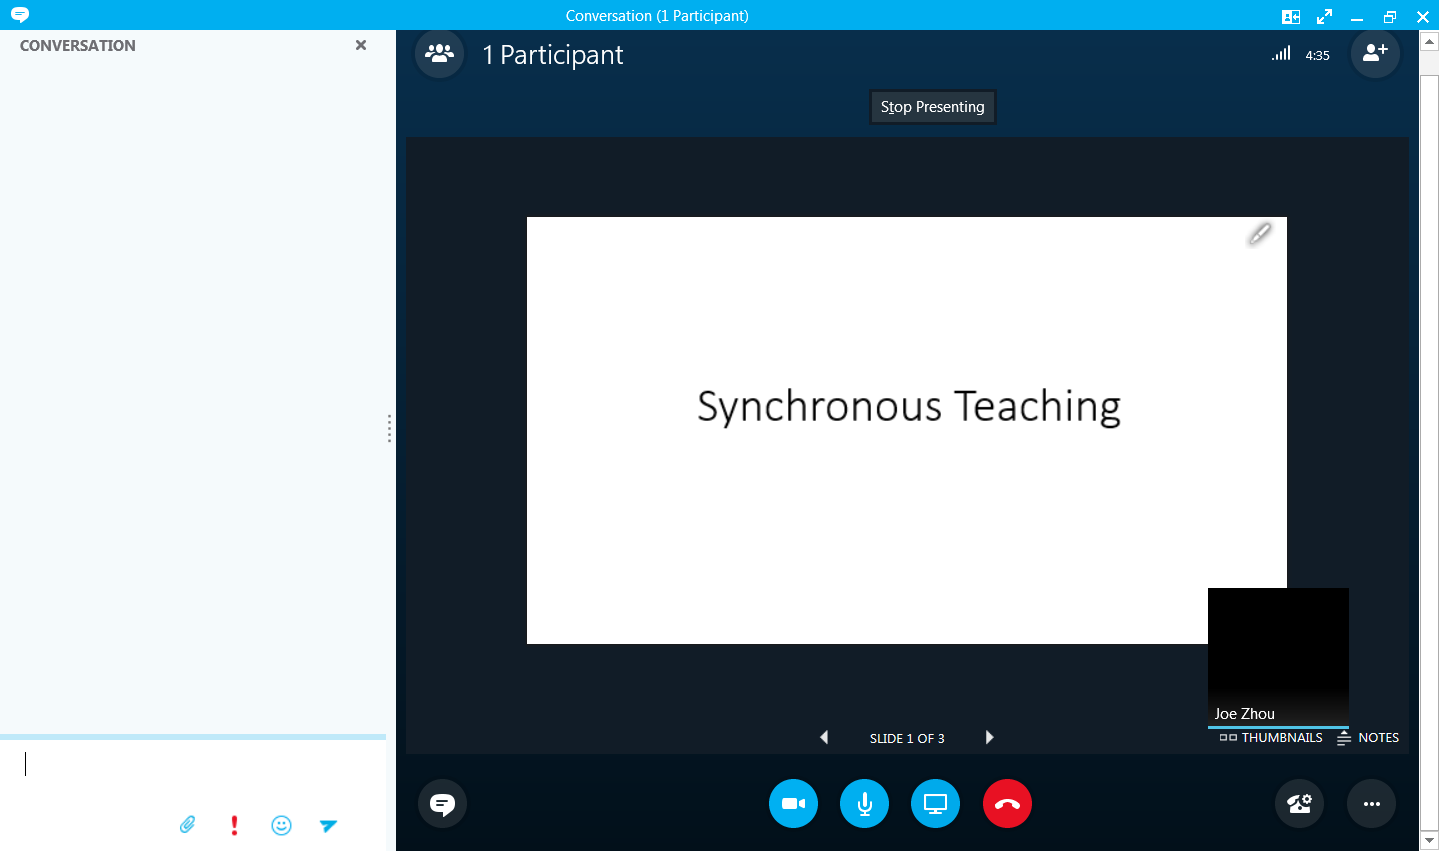 Conversation (1 Participant)
CONVERSATION
1 Participant
4:35
Stop Presenting
Synchronous Teaching
Joe Zhou
SLIDE 1 OF 3
THUMBNAILS
NOTES